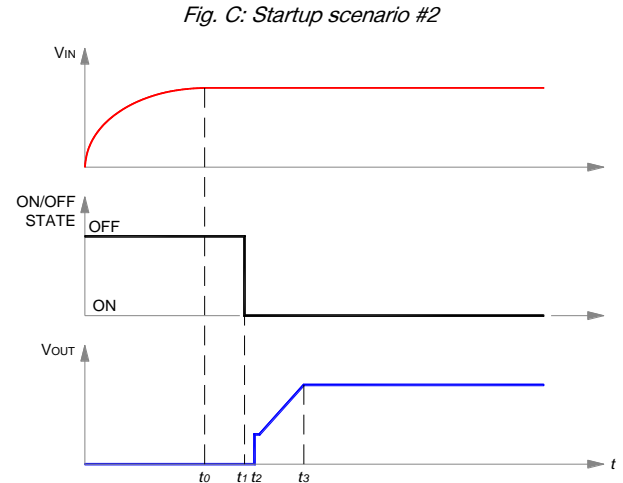 Fig. C: Startup scenario #2
VIN
ON/OFF
STATE
OFF
ON
VOUT
t0 t1 t2 t3
t